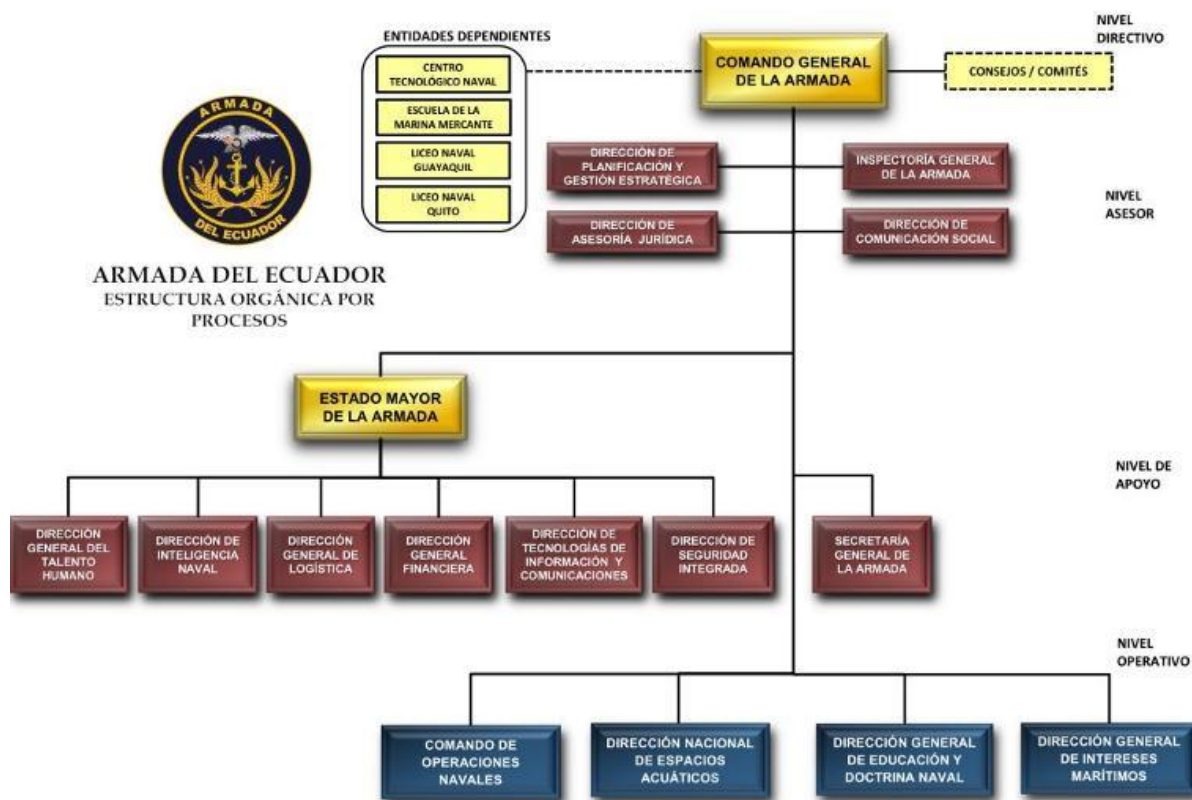 NIVEL
DIRECTIVO
ENTIDADES DEPENDIENTES
CENTRO
TECNOLÓGICO NAVAL
ESCUELA DE LA
MARINA MERCANTE
LICEO NAVAL
GUAYAQUIL
LICEO NAVAL
QUITO
COMANDO GENERAL
DE LA ARMADA
CONSEJOS / COMITÉS
ARMADA
DEL ECUADOR
ARMADA DEL ECUADOR
ESTRUCTURA ORGÁNICA POR
PROCESOS
DIRECCIÓN DE
PLANIFICACIÓN Y
GESTIÓN ESTRATÉGICA
INSPECTORÍA GENERAL
DE LA ARMADA
NIVEL
ASESOR
DIRECCIÓN DE
ASESORÍA JURÍDICA
DIRECCIÓN DE
COMUNICACIÓN SOCIAL
ESTADO MAYOR
DE LA ARMADA
NIVEL DE
APOYO
DIRECCIÓN
GENERAL DEL
TALENTO
HUMANO
DIRECCIÓN DE
INTELIGENCIA
NAVAL
DIRECCIÓN
GENERAL DE
LOGÍSTICA
DIRECCIÓN
GENERAL
FINANCIERA
DIRECCIÓN DE
TECNOLOGÍAS DE
INFORMACIÓN Y
COMUNICACIONES
DIRECCIÓN DE
SEGURIDAD
INTEGRADA
SECRETARÍA
GENERAL DE
LA ARMADA
NIVEL
OPERATIVO
COMANDO DE
OPERACIONES
NAVALES
DIRECCIÓN NACIONAL
DE ESPACIOS
ACUÁTICOS
DIRECCIÓN GENERAL
DE EDUCACIÓN Y
DOCTRINA NAVAL
DIRECCIÓN GENERAL
DE INTERESES
MARÍTIMOS